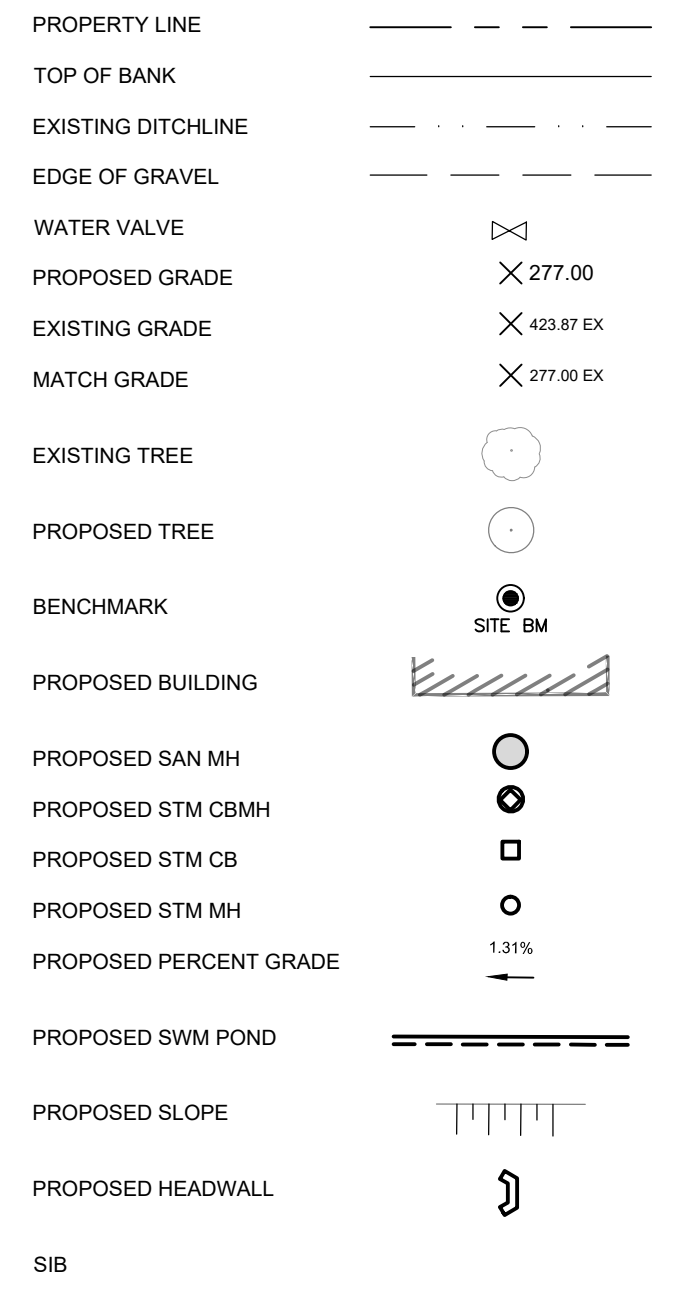 PROPERTY LINE
TOP OF BANK
EXISTING DITCHLINE
EDGE OF GRAVEL
WATER VALVE
PROPOSED GRADE 277.00
EXISTING GRADE 423.87 EX
MATCH GRADE 277.00 EX
EXISTING TREE
PROPOSED TREE
BENCHMARK
SITE BM
PROPOSED BUILDING
PROPOSED SAN MH
PROPOSED STM CBMH
PROPOSED STM CB
PROPOSED STM MH
PROPOSED PERCENT GRADE 1.31%
PROPOSED SWM POND
PROPOSED SLOPE
PROPOSED HEADWALL
SIB